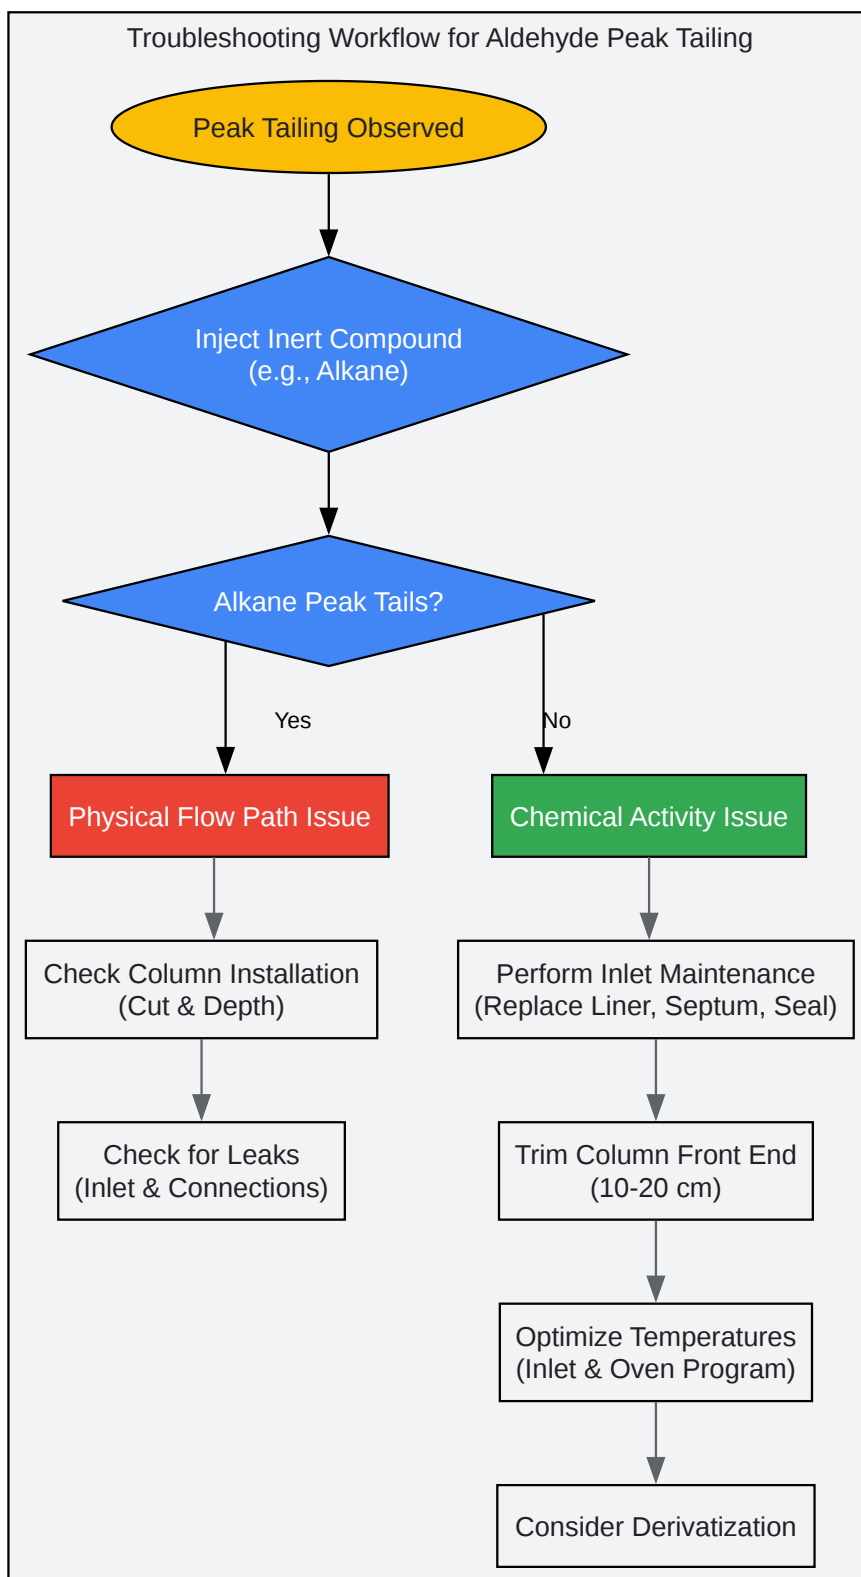 Troubleshooting Workflow for Aldehyde Peak Tailing
Peak Tailing Observed
Inject Inert Compound
(e.g., Alkane)
Alkane Peak Tails?
Yes
No
Physical Flow Path Issue
Chemical Activity Issue
Check Column Installation
(Cut & Depth)
Perform Inlet Maintenance
(Replace Liner, Septum, Seal)
Check for Leaks
(Inlet & Connections)
Trim Column Front End
(10-20 cm)
Optimize Temperatures
(Inlet & Oven Program)
Consider Derivatization